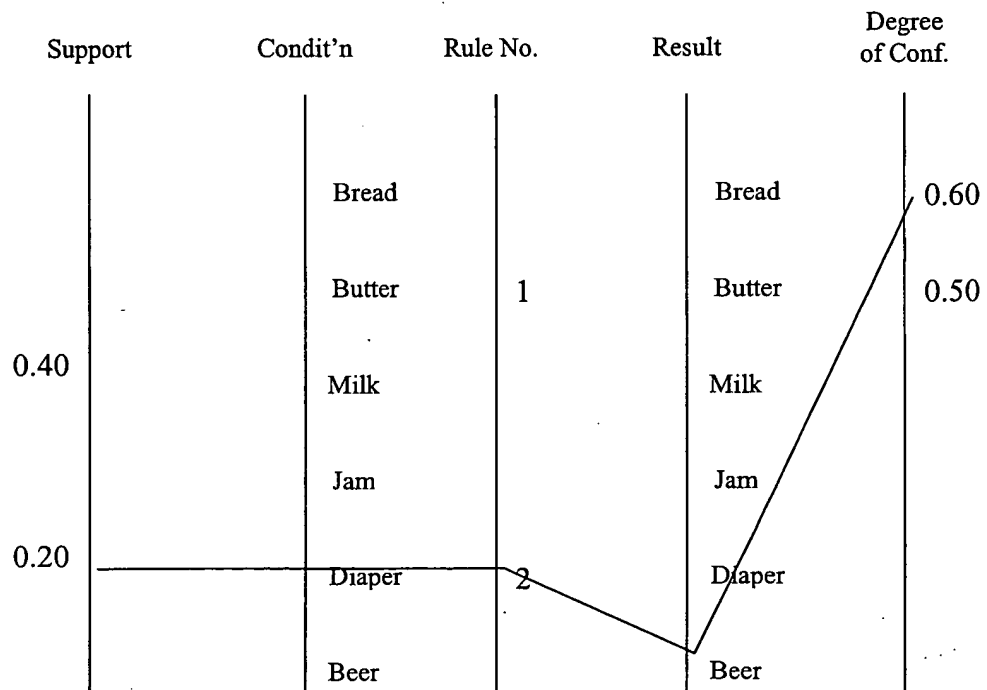 Support Condit'n Rule No. Result Degree of Conf.
Bread Bread 0.60
Butter 1 Butter 0.50
0.40
Milk Milk
Jam Jam
0.20
Diaper 2 Diaper
Beer Beer